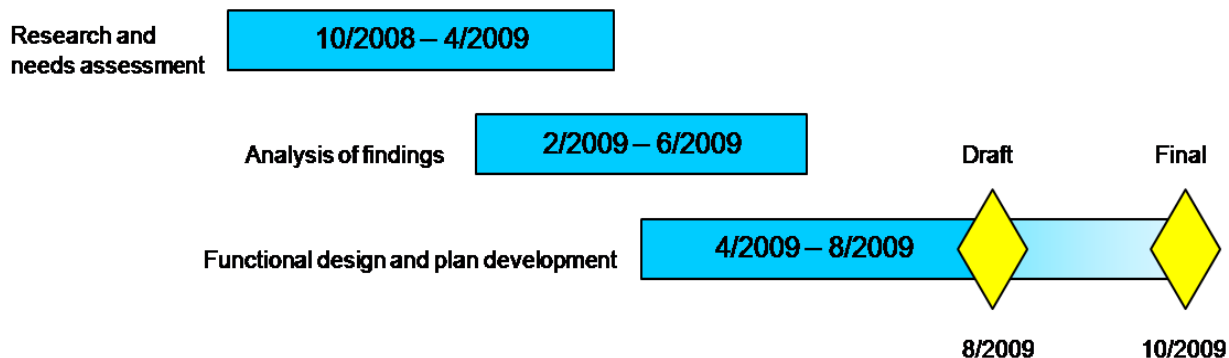 Research and
needs assessment
10/2008 – 4/2009
Analysis of findings
2/2009 – 6/2009
Draft
Final
Functional design and plan development
4/2009 – 8/2009
8/2009
10/2009